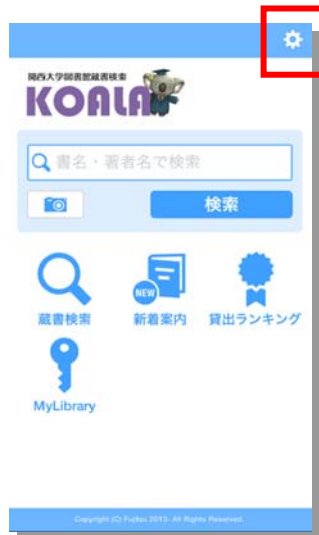 関西大学図書館蔵書検索
KOALA
書名・著者名で検索
検索
NEW
蔵書検索
新着案内
貸出ランキング
MyLibrary
Copyright (C) Fujitsu 2013- All Rights Reserved.